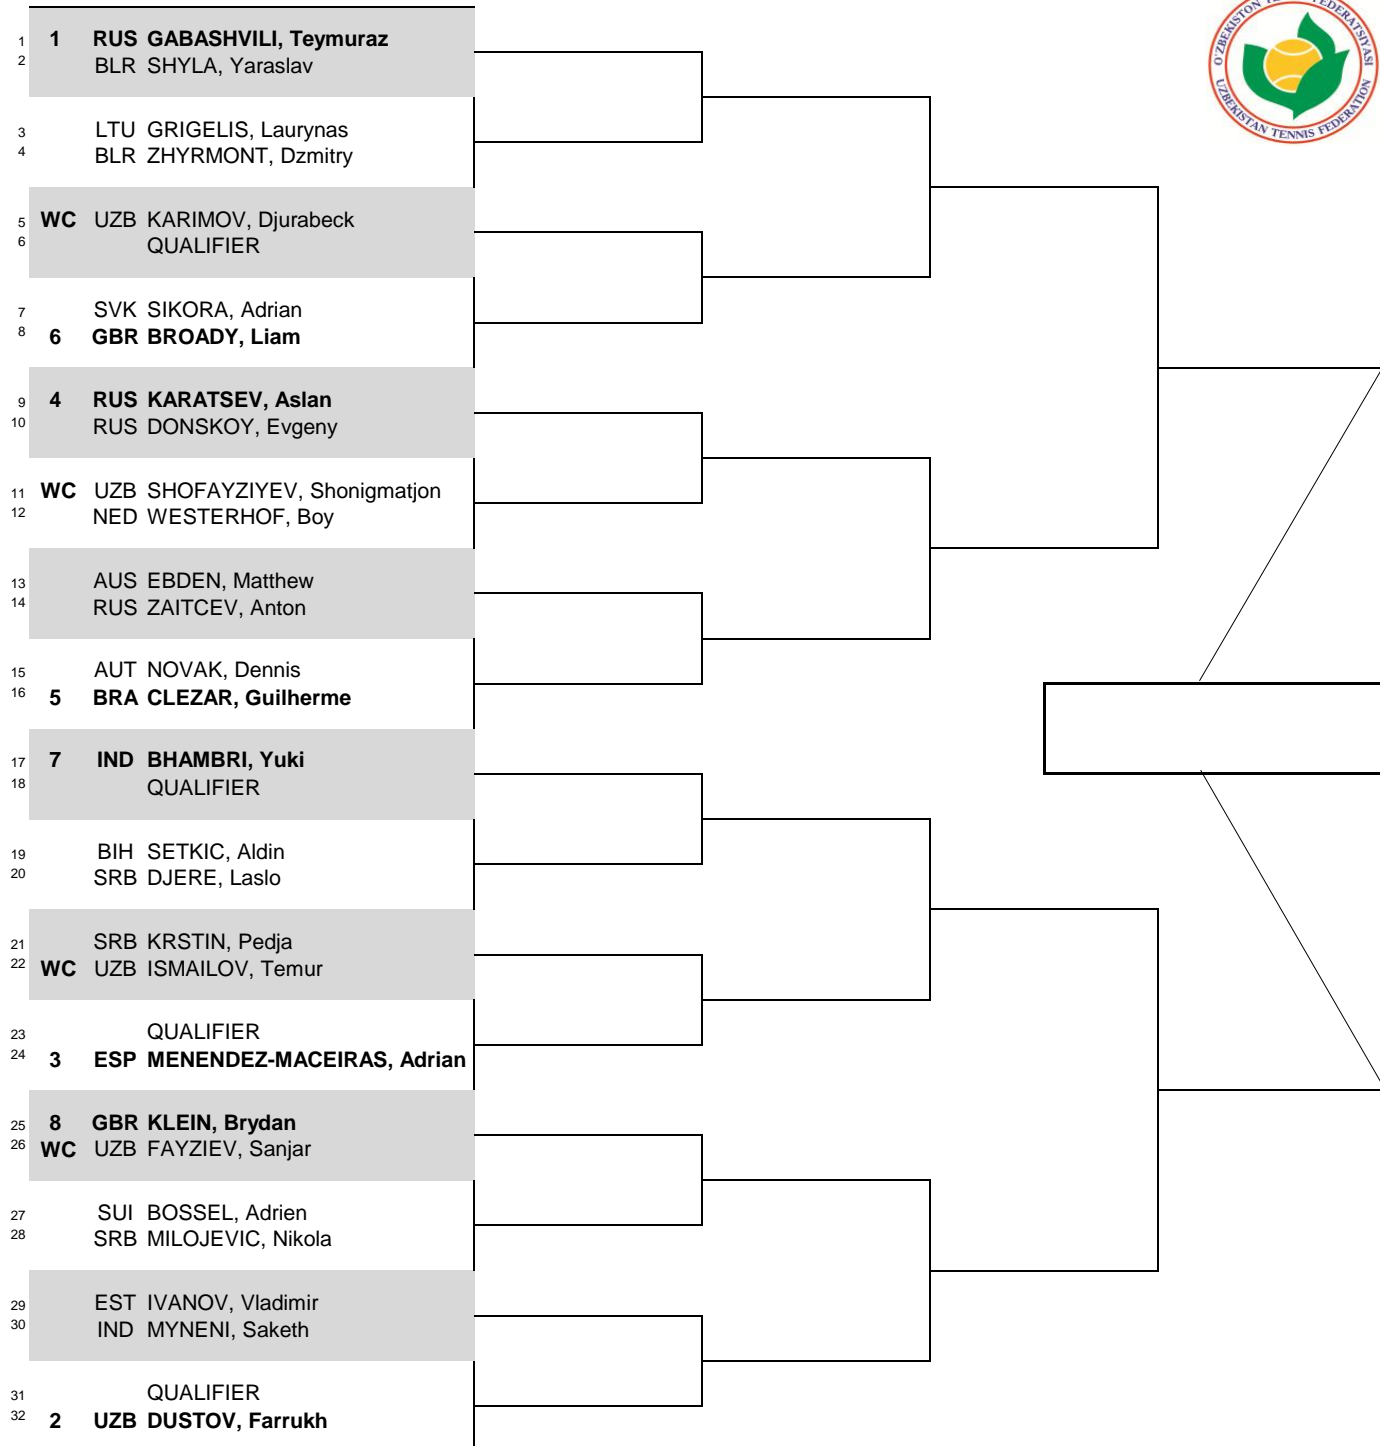 O'ZBEKISTON TENNIS FEDERATSIYASI
UZBEKISTAN TENNIS FEDERATION
1 1 RUS GABASHVILI, Teymuraz
2 BLR SHYLA, Yaraslav
3 LTU GRIGELIS, Laurynas
4 BLR ZHYRMONT, Dzmitry
5 WC UZB KARIMOV, Djurabeck
6 QUALIFIER
7 SVK SIKORA, Adrian
8 6 GBR BROADY, Liam
9 4 RUS KARATSEV, Aslan
10 RUS DONSKOY, Evgeny
11 WC UZB SHOFAYZIYEV, Shonigmatjon
12 NED WESTERHOF, Boy
13 AUS EBDEN, Matthew
14 RUS ZAITCEV, Anton
15 AUT NOVAK, Dennis
16 5 BRA CLEZAR, Guilherme
17 7 IND BHAMBRI, Yuki
18 QUALIFIER
19 BIH SETKIC, Aldin
20 SRB DJERE, Laslo
21 SRB KRSTIN, Pedja
22 WC UZB ISMAILOV, Temur
23 QUALIFIER
24 3 ESP MENENDEZ-MACEIRAS, Adrian
25 8 GBR KLEIN, Brydan
26 WC UZB FAYZIEV, Sanjar
27 SUI BOSSEL, Adrien
28 SRB MILOJEVIC, Nikola
29 EST IVANOV, Vladimir
30 IND MYNENI, Saketh
31 QUALIFIER
32 2 UZB DUSTOV, Farrukh